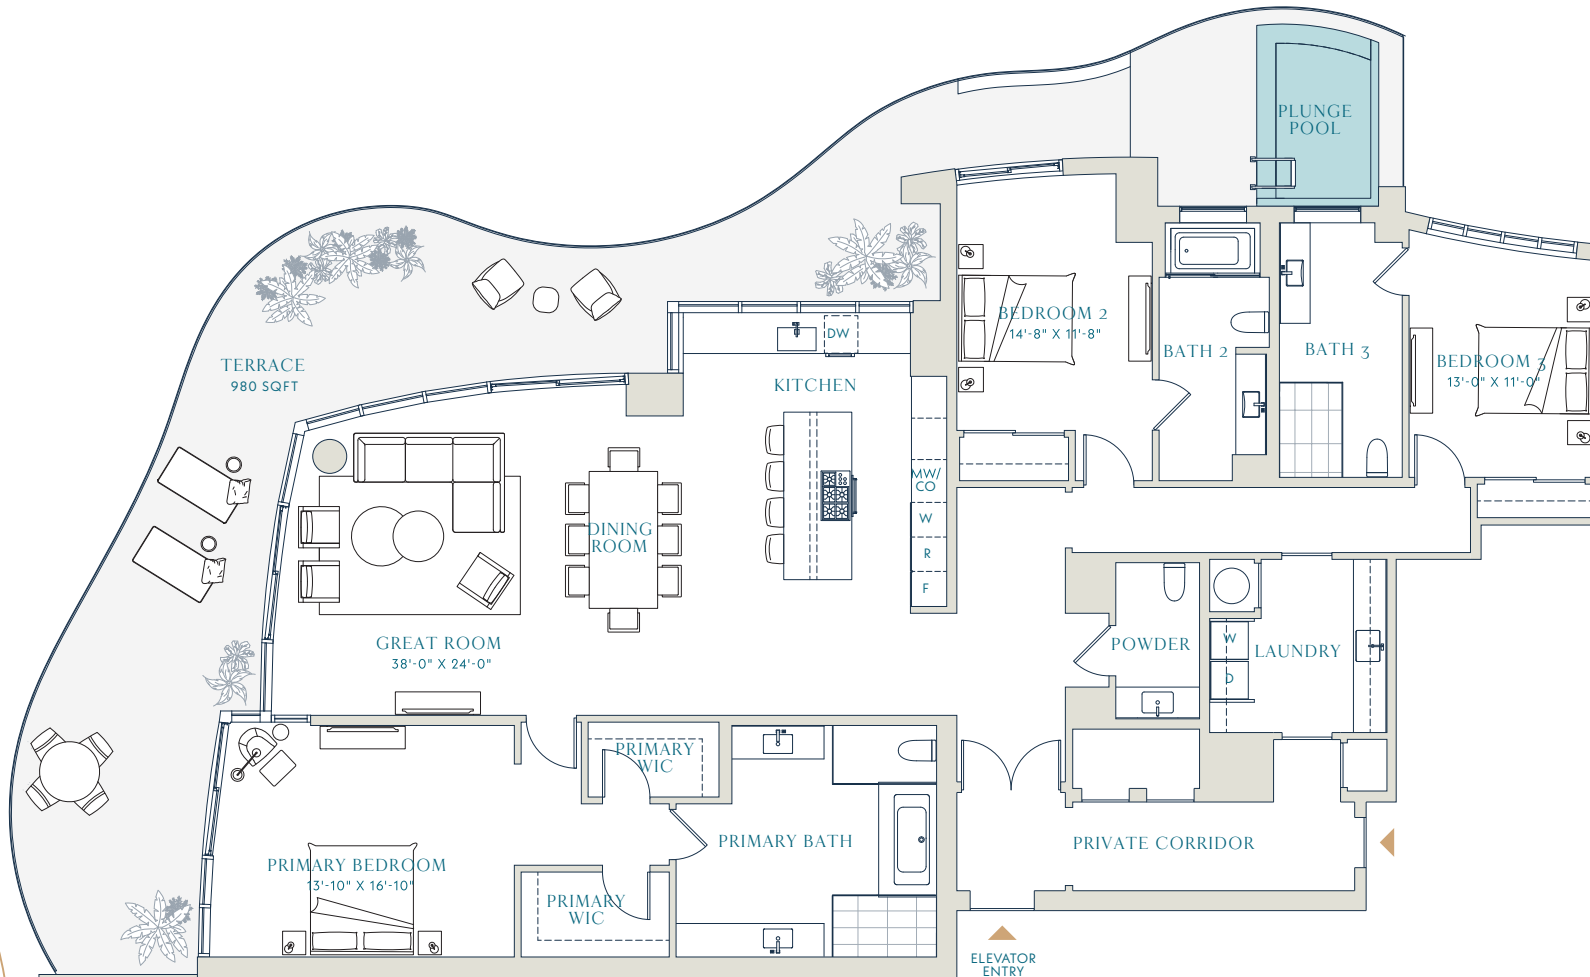 PLUNGE
POOL
BEDROOM 2
14'-8" X 11'-8"
BATH 2
BATH 3
BEDROOM 3
13'-0" X 11'-0"
TERRACE
980 SQFT
DW
KITCHEN
MW/
CO
W
R
F
DINING
ROOM
GREAT ROOM
38'-0" X 24'-0"
POWDER
W
D
LAUNDRY
PRIMARY
WIC
PRIMARY BATH
PRIVATE CORRIDOR
PRIMARY BEDROOM
13'-10" X 16'-10"
PRIMARY
WIC
ELEVATOR
ENTRY